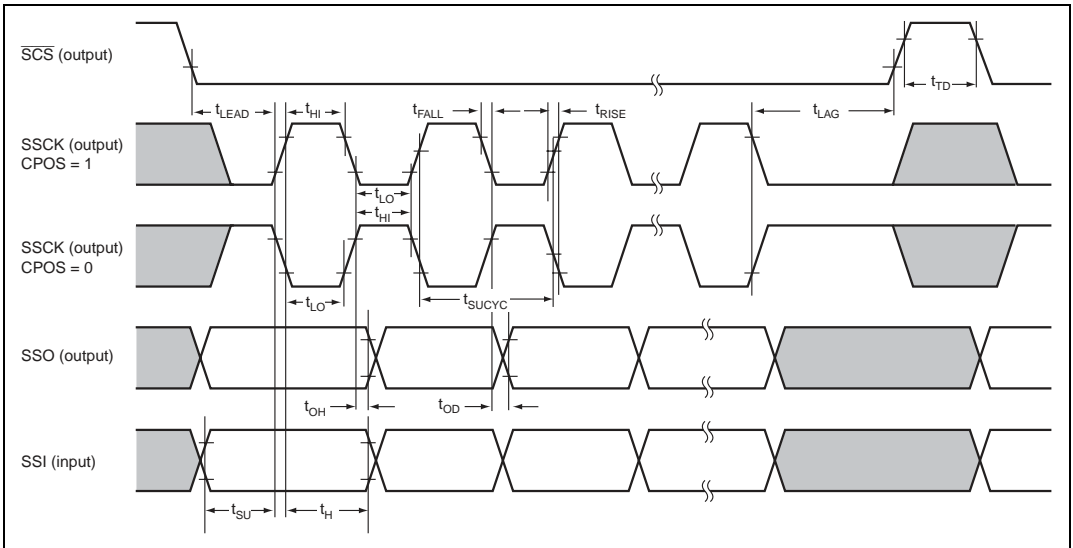 SCS (output)
tTD
tLEAD
tHI
tFALL
tRISE
tLAG
SSCK (output)
CPOS = 1
tLO
tHI
SSCK (output)
CPOS = 0
tLO
tSUCYC
SSO (output)
tOH
tOD
SSI (input)
tSU
tH